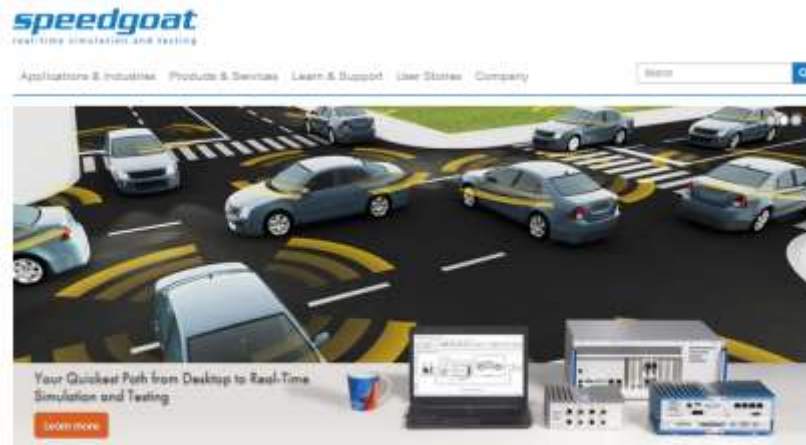 speedgoat
real-time simulation and testing
Applications & Industries Products & Services Learn & Support User Stories Company
Search
Your Quickest Path from Desktop to Real-Time
Simulation and Testing
Learn more